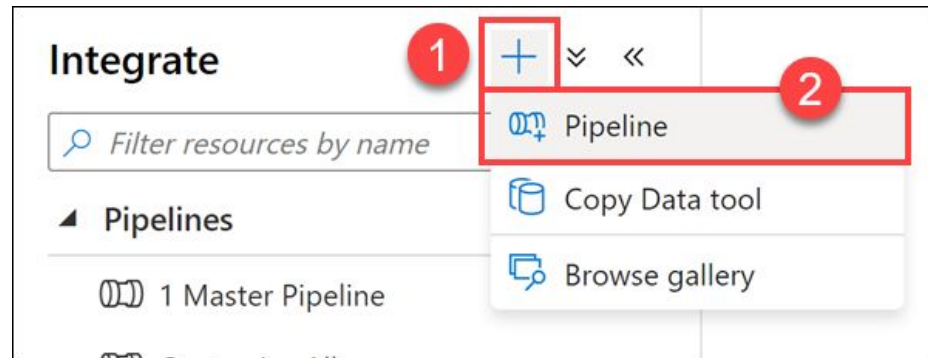 Integrate
1
2
Pipeline
Filter resources by name
Copy Data tool
Pipelines
Browse gallery
1 Master Pipeline